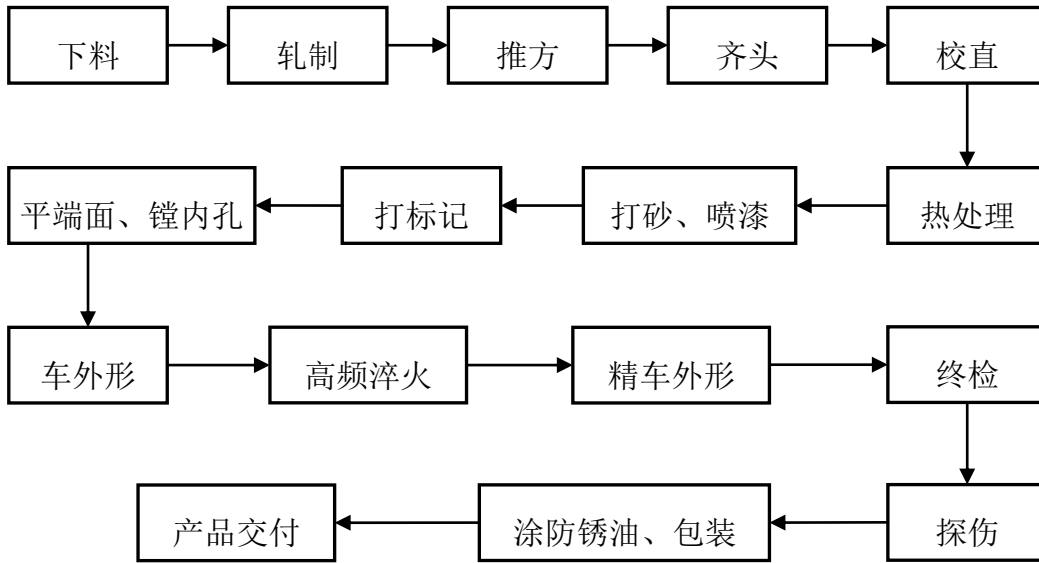 下料
轧制
推方
齐头
校直
热处理
打砂、喷漆
打标记
平端面、镗内孔
车外形
高频淬火
精车外形
终检
探伤
涂防锈油、包装
产品交付